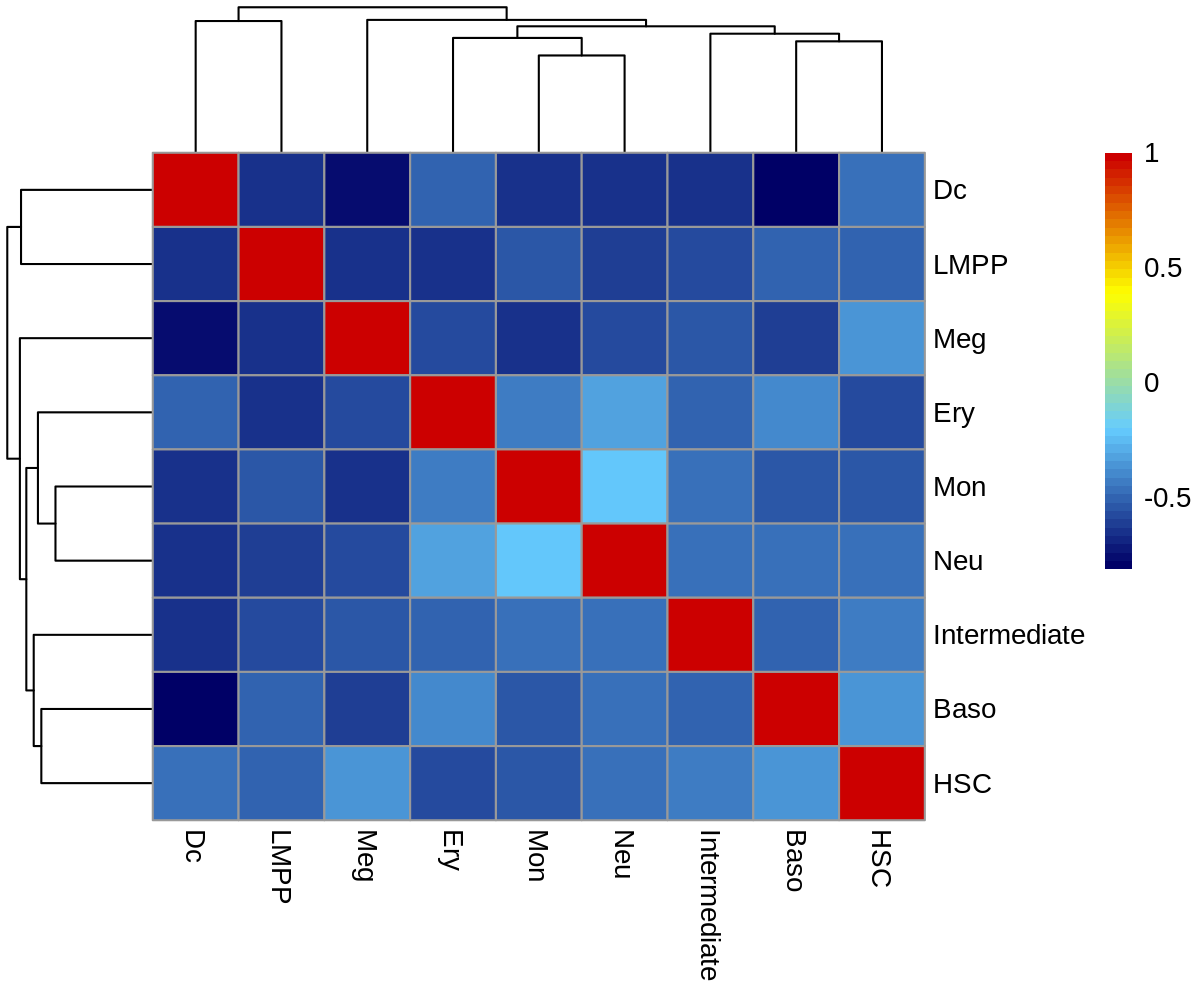 1
Dc
LMPP
0.5
Meg
0
Ery
Mon
-0.5
Neu
Intermediate
Baso
HSC
Dc
LMPP
Meg
Ery
Mon
Neu
Intermediate
Baso
HSC